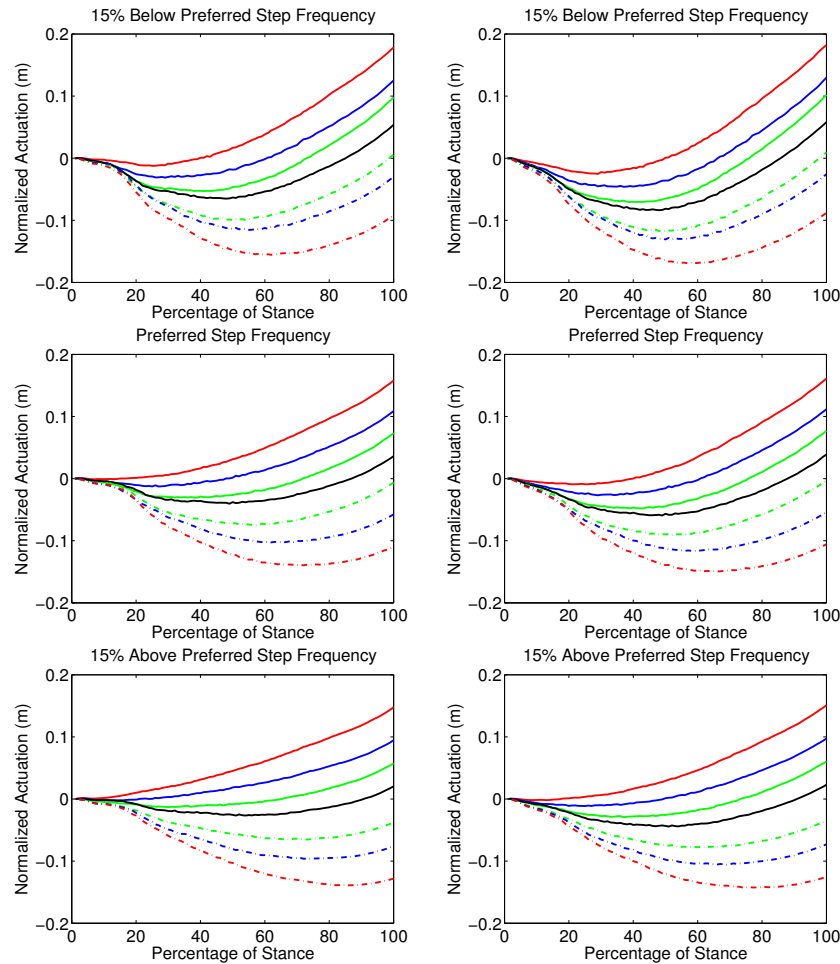 15% Below Preferred Step Frequency
0.2
0.1
0
−0.1
−0.2
Normalized Actuation (m)
0 20 40 60 80 100
Percentage of Stance
15% Below Preferred Step Frequency
0.2
0.1
0
−0.1
−0.2
Normalized Actuation (m)
0 20 40 60 80 100
Percentage of Stance
Preferred Step Frequency
0.2
0.1
0
−0.1
−0.2
Normalized Actuation (m)
0 20 40 60 80 100
Percentage of Stance
Preferred Step Frequency
0.2
0.1
0
−0.1
−0.2
Normalized Actuation (m)
0 20 40 60 80 100
Percentage of Stance
15% Above Preferred Step Frequency
0.2
0.1
0
−0.1
−0.2
Normalized Actuation (m)
0 20 40 60 80 100
Percentage of Stance
15% Above Preferred Step Frequency
0.2
0.1
0
−0.1
−0.2
Normalized Actuation (m)
0 20 40 60 80 100
Percentage of Stance